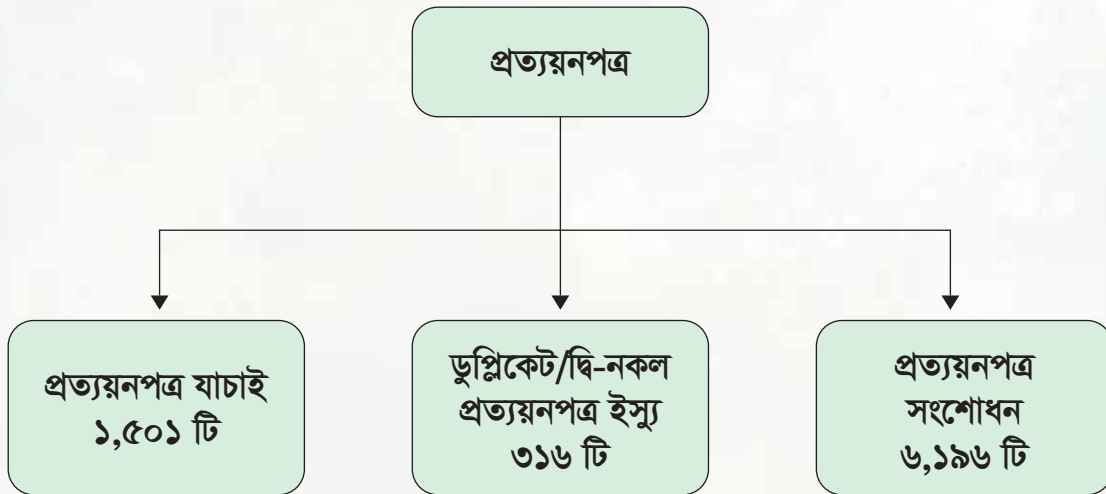 প্রত্যয়নপত্র
প্রত্যয়নপত্র যাচাই
১,৫০১ টি
ডুপ্লিকেট/দ্বি-নকল
প্রত্যয়নপত্র ইস্যু
৩১৬ টি
প্রত্যয়নপত্র
সংশোধন
৬,১৯৬ টি